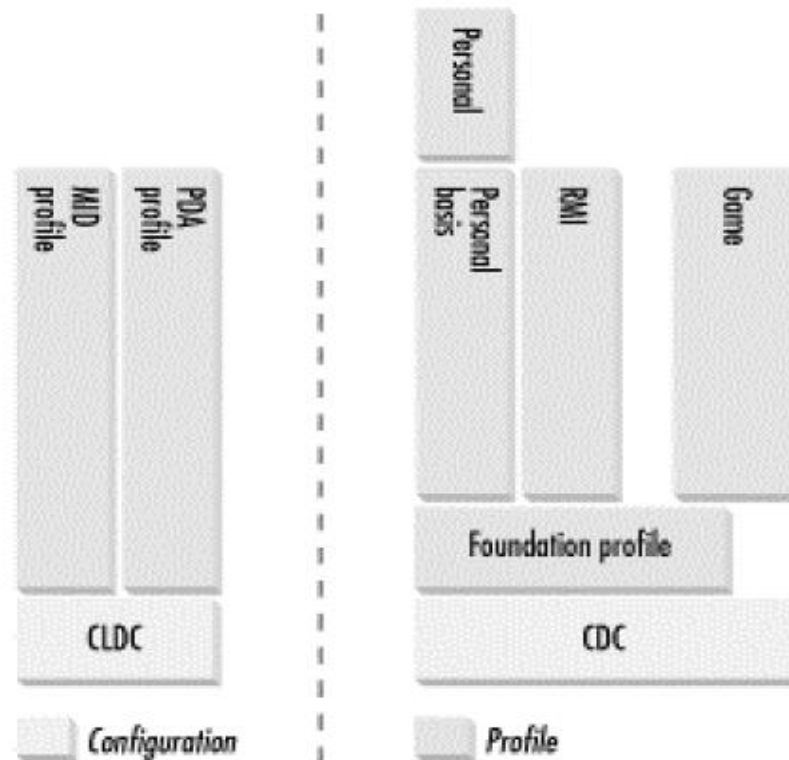 Personal
MID
profile
PDA
profile
Personal
basis
RMI
Game
Foundation profile
CLDC
CDC
Configuration
Profile